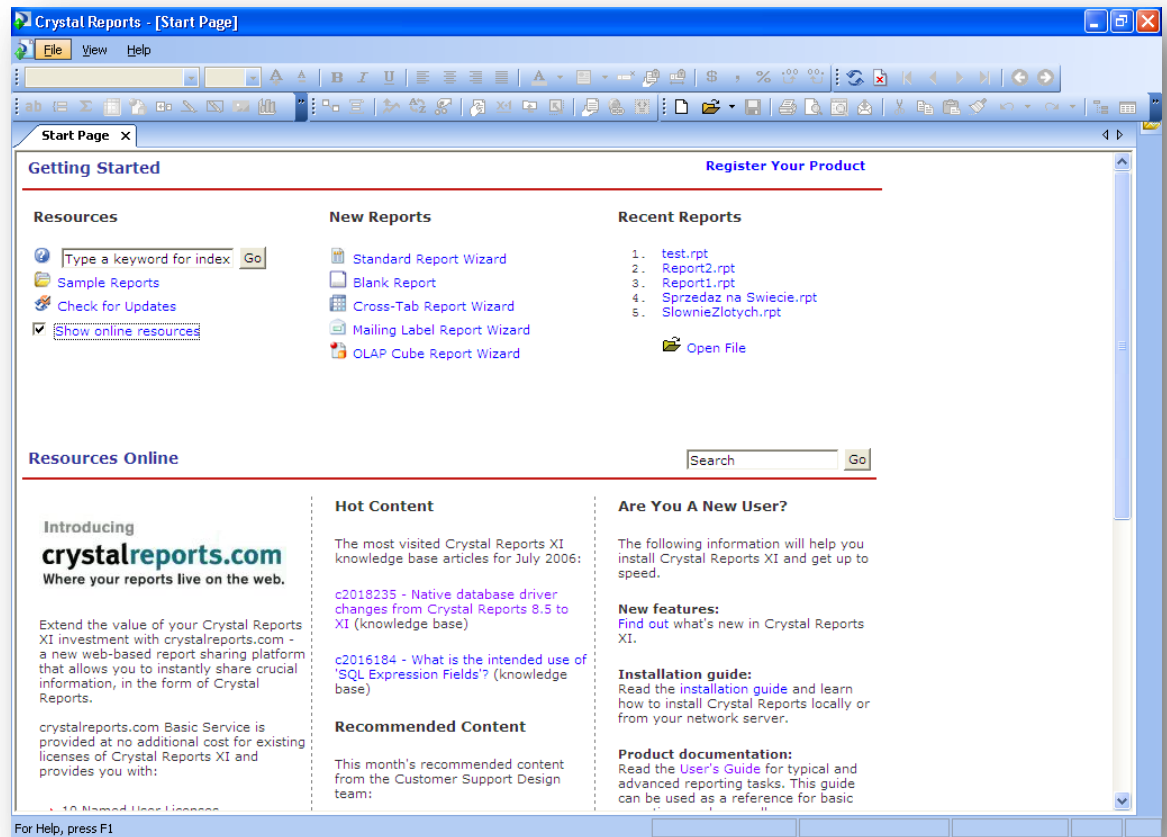 Crystal Reports - [Start Page]
File View Help
Start Page X
Getting Started
Register Your Product
Resources
Type a keyword for index Go
Sample Reports
Check for Updates
Show online resources
New Reports
Standard Report Wizard
Blank Report
Cross-Tab Report Wizard
Mailing Label Report Wizard
OLAP Cube Report Wizard
Recent Reports
1. test.rpt
2. Report2.rpt
3. Report1.rpt
4. Sprzedaz na Swiecie.rpt
5. SlownieZlotych.rpt
Open File
Resources Online
Search Go
Introducing
crystalreports.com
Where your reports live on the web.
Extend the value of your Crystal Reports
XI investment with crystalreports.com -
a new web-based report sharing platform
that allows you to instantly share crucial
information, in the form of Crystal
Reports.
crystalreports.com Basic Service is
provided at no additional cost for existing
licenses of Crystal Reports XI and
provides you with:
10 Named User Licenses
Hot Content
The most visited Crystal Reports XI
knowledge base articles for July 2006:
c2018235 - Native database driver
changes from Crystal Reports 8.5 to
XI (knowledge base)
c2016184 - What is the intended use of
'SQL Expression Fields'? (knowledge
base)
Recommended Content
This month's recommended content
from the Customer Support Design
team:
Are You A New User?
The following information will help you
install Crystal Reports XI and get up to
speed.
New features:
Find out what's new in Crystal Reports
XI.
Installation guide:
Read the installation guide and learn
how to install Crystal Reports locally or
from your network server.
Product documentation:
Read the User's Guide for typical and
advanced reporting tasks. This guide
can be used as a reference for basic
For Help, press F1